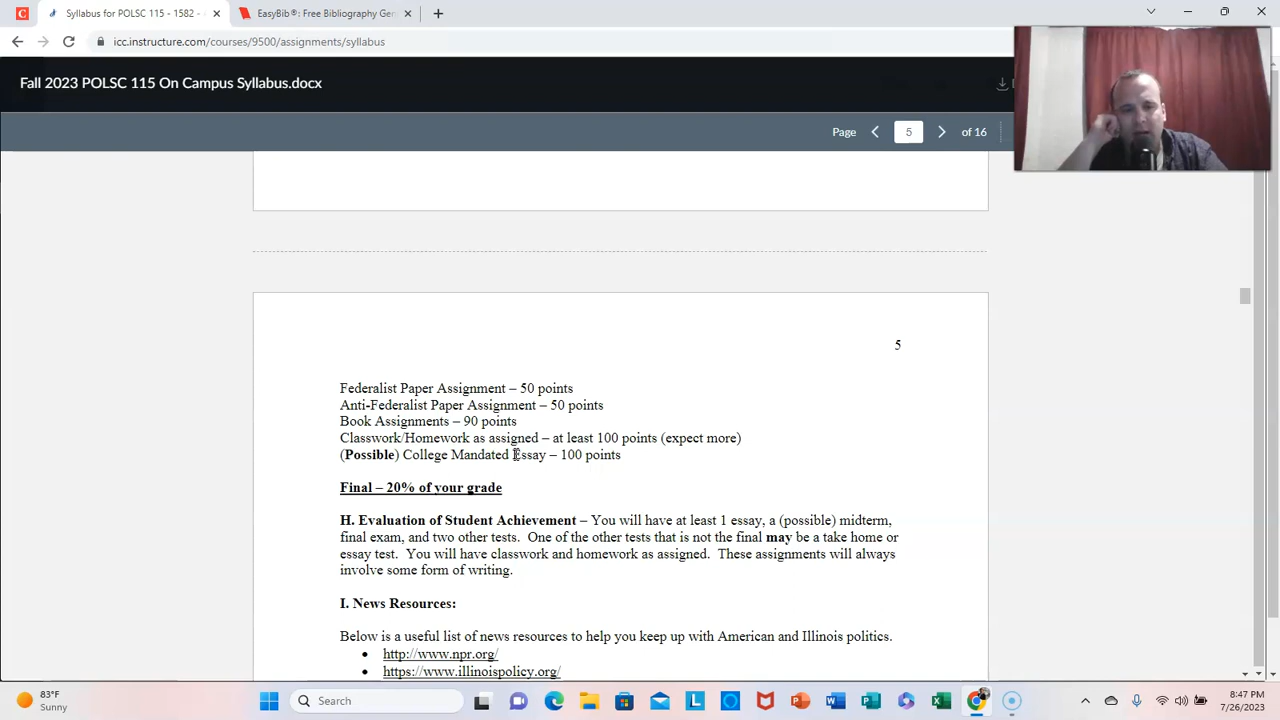 Syllabus for POLSC 115 - 1582 -
EasyBib®: Free Bibliography Gen
icc.instructure.com/courses/9500/assignments/syllabus
Fall 2023 POLSC 115 On Campus Syllabus.docx
Page 5 of 16
5
Federalist Paper Assignment – 50 points
Anti-Federalist Paper Assignment – 50 points
Book Assignments – 90 points
Classwork/Homework as assigned – at least 100 points (expect more)
(Possible) College Mandated Essay – 100 points
Final – 20% of your grade
H. Evaluation of Student Achievement – You will have at least 1 essay, a (possible) midterm,
final exam, and two other tests. One of the other tests that is not the final may be a take home or
essay test. You will have classwork and homework as assigned. These assignments will always
involve some form of writing.
I. News Resources:
Below is a useful list of news resources to help you keep up with American and Illinois politics.
• http://www.npr.org/
• https://www.illinoispolicy.org/
83°F
Sunny
Search
8:47 PM
7/26/2023